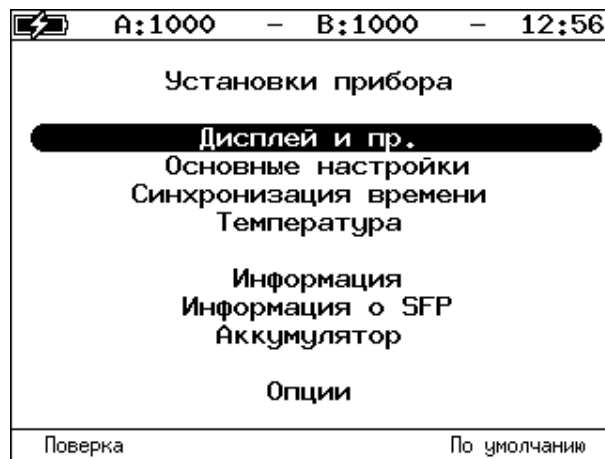 A:1000 – B:1000 – 12:56
Установки прибора
Дисплей и пр.
Основные настройки
Синхронизация времени
Температура
Информация
Информация о SFP
Аккумулятор
Опции
Поверка По умолчанию